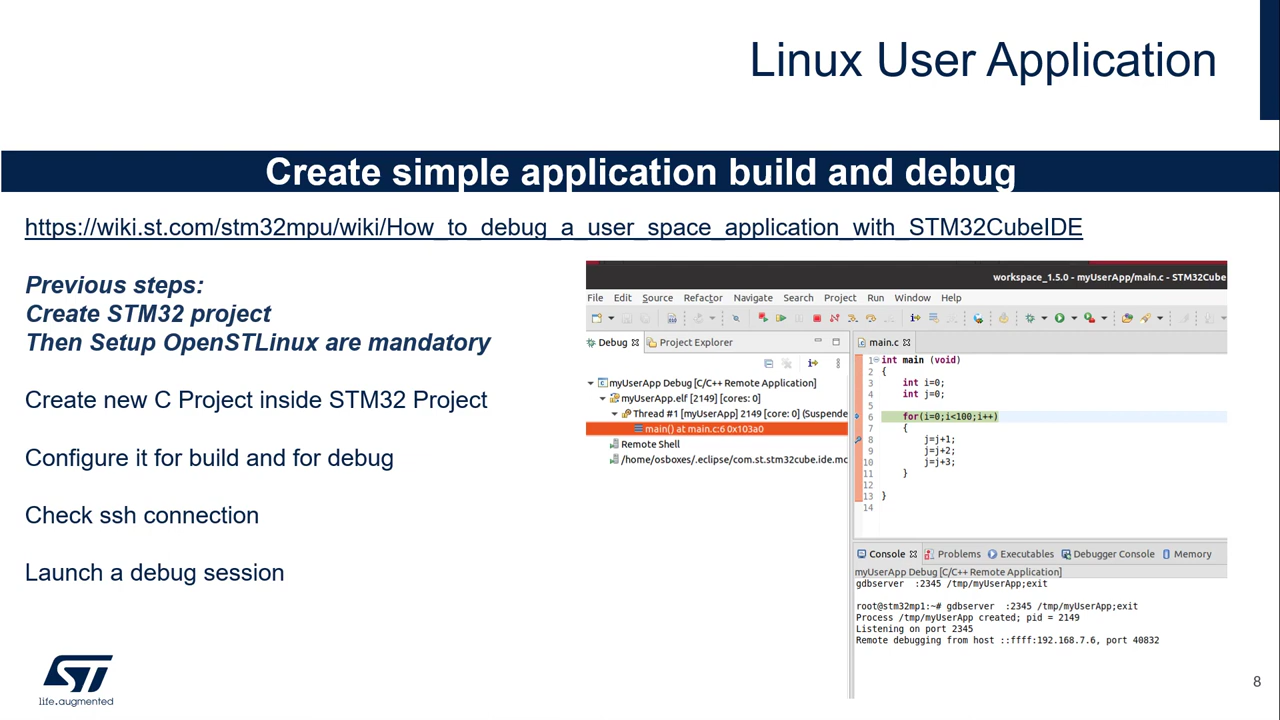 Linux User Application
Create simple application build and debug
https://wiki.st.com/stm32mpu/wiki/How_to_debug_a_user_space_application_with_STM32CubeIDE
Previous steps:
Create STM32 project
Then Setup OpenSTLinux are mandatory
Create new C Project inside STM32 Project
Configure it for build and for debug
Check ssh connection
Launch a debug session
workspace_1.5.0 - myUserApp/main.c - STM32Cube
File Edit Source Refactor Navigate Search Project Run Window Help
Debug Project Explorer
myUserApp Debug [C/C++ Remote Application]
myUserApp.elf [2149] [cores: 0]
Thread #1 [myUserApp] 2149 [core: 0] (Suspende
main() at main.c:6 0x103a0
Remote Shell
/home/osboxes/.eclipse/com.st.stm32cube.ide.mc
main.c
1 int main (void)
2 {
3 int i=0;
4 int j=0;
5
6 for(i=0;i<100;i++)
7 {
8 j=j+1;
9 j=j+2;
10 j=j+3;
11 }
12
13 }
14
Console Problems Executables Debugger Console Memory
myUserApp Debug [C/C++ Remote Application]
gdbserver :2345 /tmp/myUserApp;exit
root@stm32mp1:~# gdbserver :2345 /tmp/myUserApp;exit
Process /tmp/myUserApp created; pid = 2149
Listening on port 2345
Remote debugging from host ::ffff:192.168.7.6, port 40832
ST
life.augmented
8